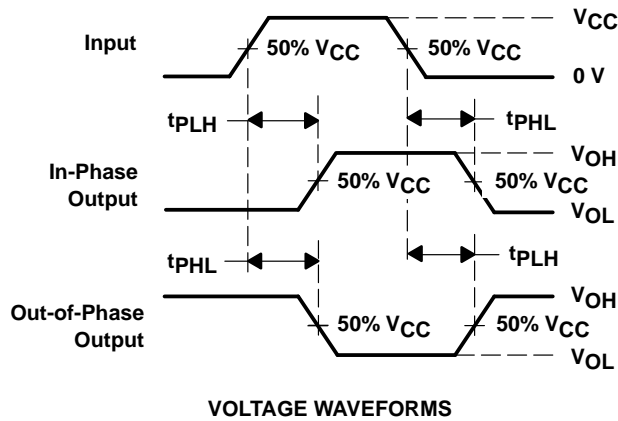 VCC
Input
50% VCC
50% VCC
0 V
tPLH
tPHL
In-Phase
Output
VOH
50% VCC
50% VCC
VOL
tPHL
tPLH
Out-of-Phase
Output
VOH
50% VCC
50% VCC
VOL
VOLTAGE WAVEFORMS